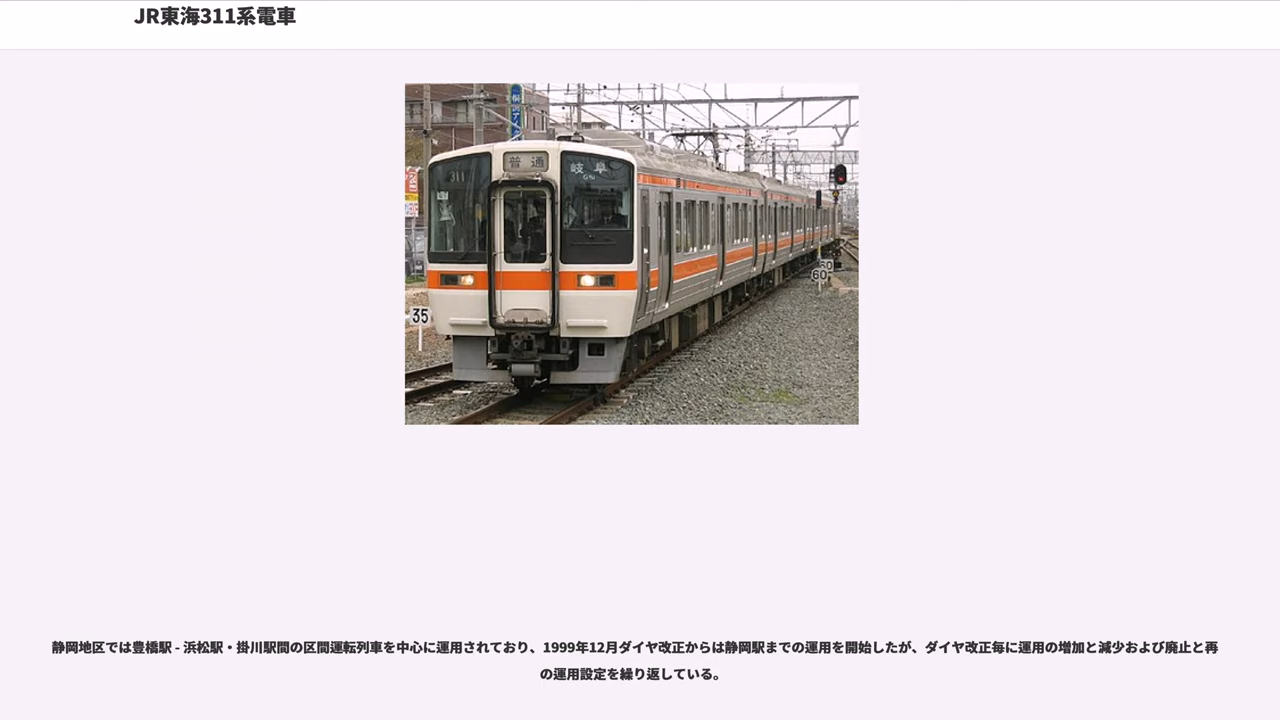 JR東海311系電車
普通
311
岐阜
Gifu
35
60
60
静岡地区では豊橋駅 - 浜松駅・掛川駅間の区間運転列車を中心に運用されており、1999年12月ダイヤ改正からは静岡駅までの運用を開始したが、ダイヤ改正毎に運用の増加と減少および廃止と再
の運用設定を繰り返している。